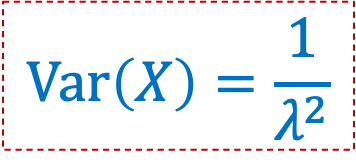 Var(X) = 1/λ²